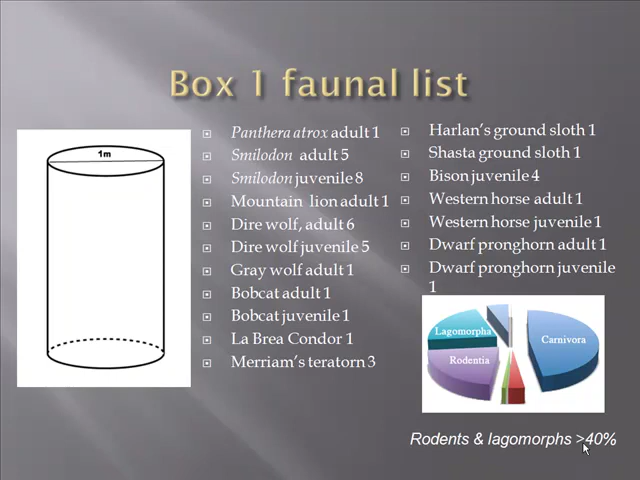 Box 1 faunal list
1m
Panthera atrox adult 1
Smilodon adult 5
Smilodon juvenile 8
Mountain lion adult 1
Dire wolf, adult 6
Dire wolf juvenile 5
Gray wolf adult 1
Bobcat adult 1
Bobcat juvenile 1
La Brea Condor 1
Merriam's teratorn 3
Harlan's ground sloth 1
Shasta ground sloth 1
Bison juvenile 4
Western horse adult 1
Western horse juvenile 1
Dwarf pronghorn adult 1
Dwarf pronghorn juvenile
1
Lagomorpha
Carnivora
Rodentia
Rodents & lagomorphs >40%